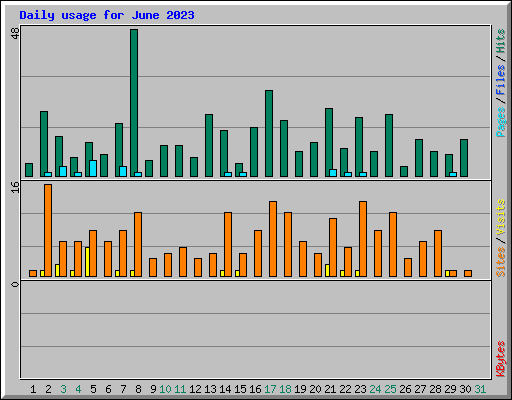 Daily usage for June 2023
48
16
0
Pages / Files / Hits
Sites / Visits
KBytes
1 2 3 4 5 6 7 8 9 10 11 12 13 14 15 16 17 18 19 20 21 22 23 24 25 26 27 28 29 30 31